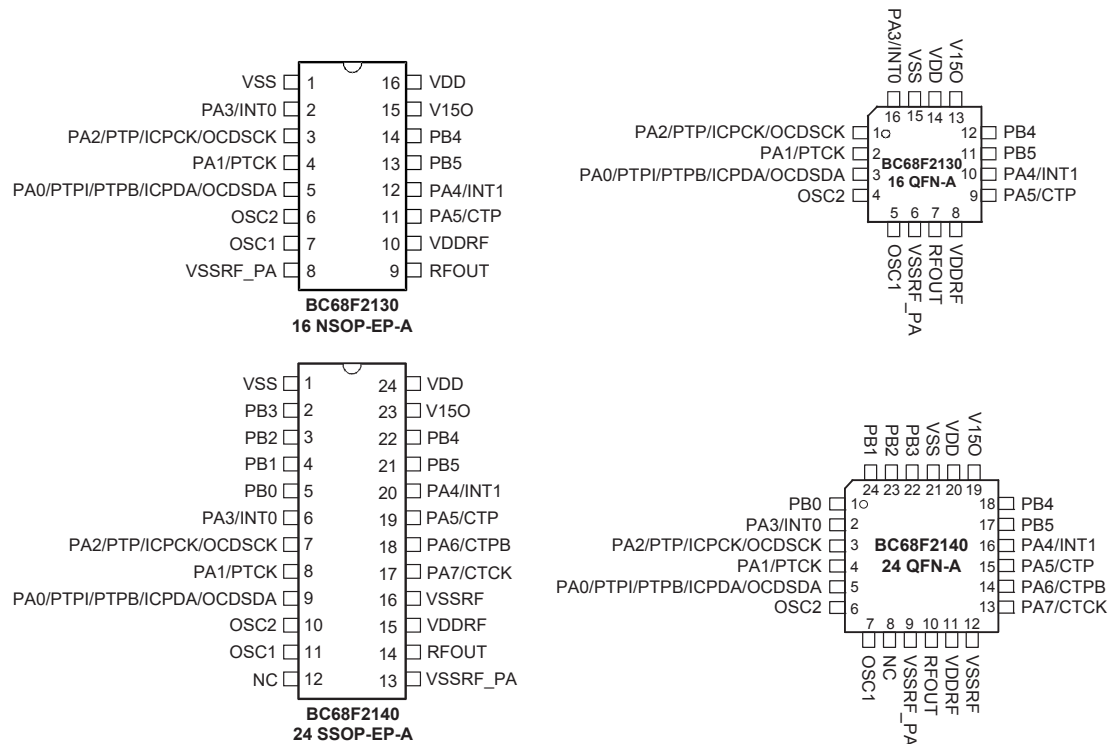 VSS 1 16 VDD
PA3/INT0 2 15 V15O
PA2/PTP/ICPCK/OCDSCK 3 14 PB4
PA1/PTCK 4 13 PB5
PA0/PTPI/PTPB/ICPDA/OCDSDA 5 12 PA4/INT1
OSC2 6 11 PA5/CTP
OSC1 7 10 VDDRF
VSSRF_PA 8 9 RFOUT
BC68F2130
16 NSOP-EP-A
PA3/INT0 VSS VDD V15O
16 15 14 13
PA2/PTP/ICPCK/OCDSCK 1 12 PB4
PA1/PTCK 2 11 PB5
PA0/PTPI/PTPB/ICPDA/OCDSDA 3 10 PA4/INT1
OSC2 4 9 PA5/CTP
BC68F2130
16 QFN-A
5 6 7 8
OSC1 VSSRF_PA RFOUT VDDRF
VSS 1 24 VDD
PB3 2 23 V15O
PB2 3 22 PB4
PB1 4 21 PB5
PB0 5 20 PA4/INT1
PA3/INT0 6 19 PA5/CTP
PA2/PTP/ICPCK/OCDSCK 7 18 PA6/CTPB
PA1/PTCK 8 17 PA7/CTCK
PA0/PTPI/PTPB/ICPDA/OCDSDA 9 16 VSSRF
OSC2 10 15 VDDRF
OSC1 11 14 RFOUT
NC 12 13 VSSRF_PA
BC68F2140
24 SSOP-EP-A
PB1 PB2 PB3 VSS VDD V15O
24 23 22 21 20 19
PB0 1 18 PB4
PA3/INT0 2 17 PB5
PA2/PTP/ICPCK/OCDSCK 3 16 PA4/INT1
PA1/PTCK 4 15 PA5/CTP
PA0/PTPI/PTPB/ICPDA/OCDSDA 5 14 PA6/CTPB
OSC2 6 13 PA7/CTCK
BC68F2140
24 QFN-A
7 8 9 10 11 12
OSC1 NC VSSRF_PA RFOUT VDDRF VSSRF